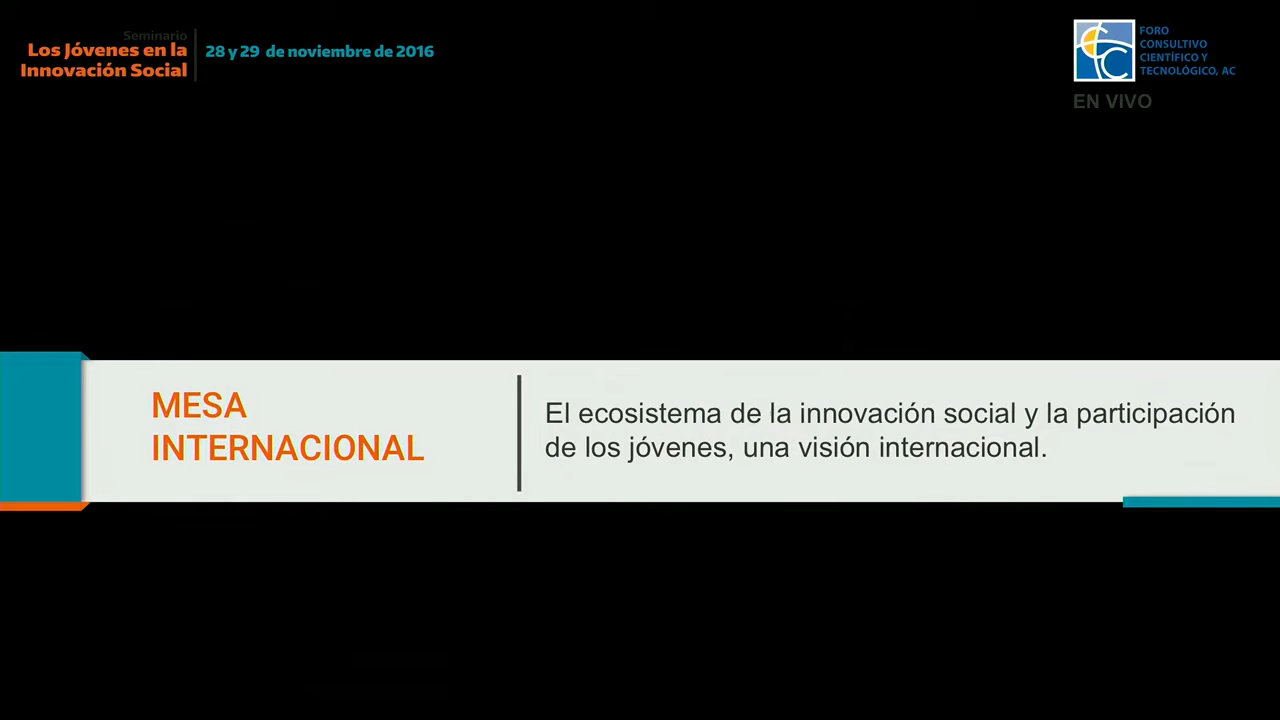 Seminario
Los Jóvenes en la
Innovación Social
28 y 29 de noviembre de 2016
FORO
CONSULTIVO
CIENTÍFICO Y
TECNOLÓGICO, AC
EN VIVO
MESA
INTERNACIONAL
El ecosistema de la innovación social y la participación
de los jóvenes, una visión internacional.